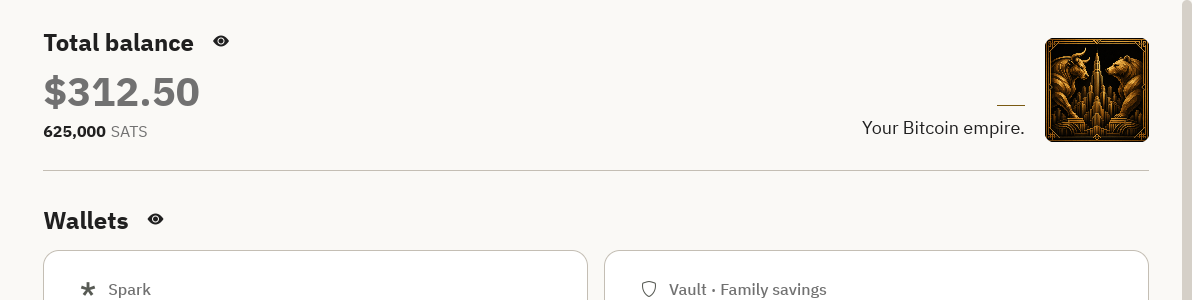 Total balance
$312.50
625,000 SATS
Your Bitcoin empire.
Wallets
Spark
Vault · Family savings